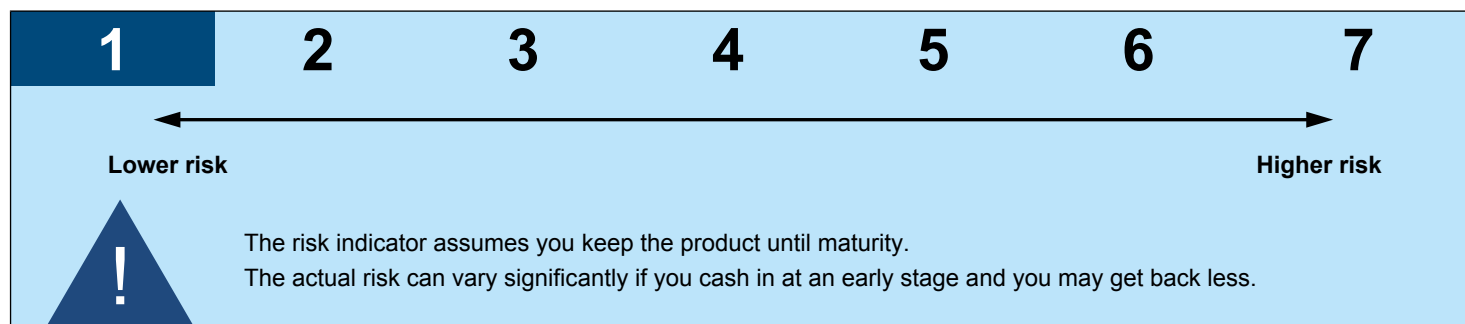 1 2 3 4 5 6 7
Lower risk Higher risk
!
The risk indicator assumes you keep the product until maturity.
The actual risk can vary significantly if you cash in at an early stage and you may get back less.